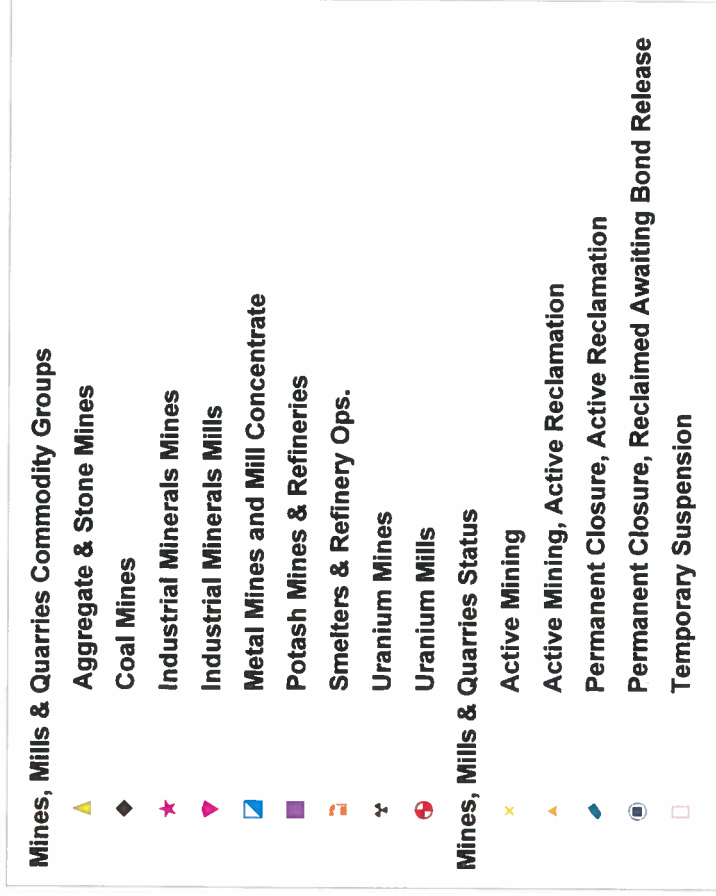 Mines, Mills & Quarries Commodity Groups
Aggregate & Stone Mines
Coal Mines
Industrial Minerals Mines
Industrial Minerals Mills
Metal Mines and Mill Concentrate
Potash Mines & Refineries
Smelters & Refinery Ops.
Uranium Mines
Uranium Mills
Mines, Mills & Quarries Status
Active Mining
Active Mining, Active Reclamation
Permanent Closure, Active Reclamation
Permanent Closure, Reclaimed Awaiting Bond Release
Temporary Suspension